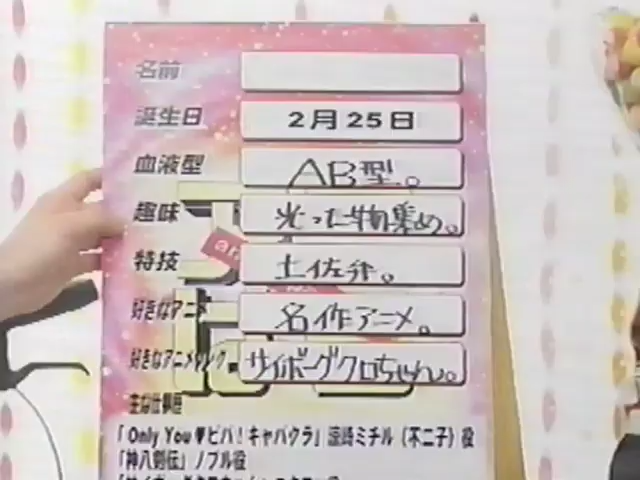 名前
誕生日 2月25日
血液型 AB型。
趣味 光った物集め。
特技 土佐弁。
好きなアニメ 名作アニメ。
好きなアニメソング サイボーグクロちゃん。
主な仕事歴
「Only You♥ビバ!キャバクラ」涼崎ミチル(不二子)役
「神八剣伝」ノブル役